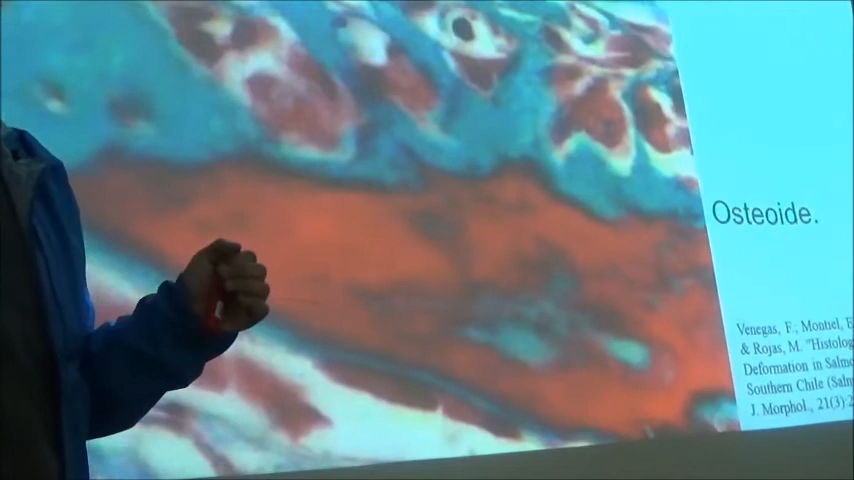 Osteoide.
Venegas, F., Montiel, E
& Rojas, M. "Histolog
Deformation in Salmo
Southern Chile (Salm
J. Morphol., 21(3):2